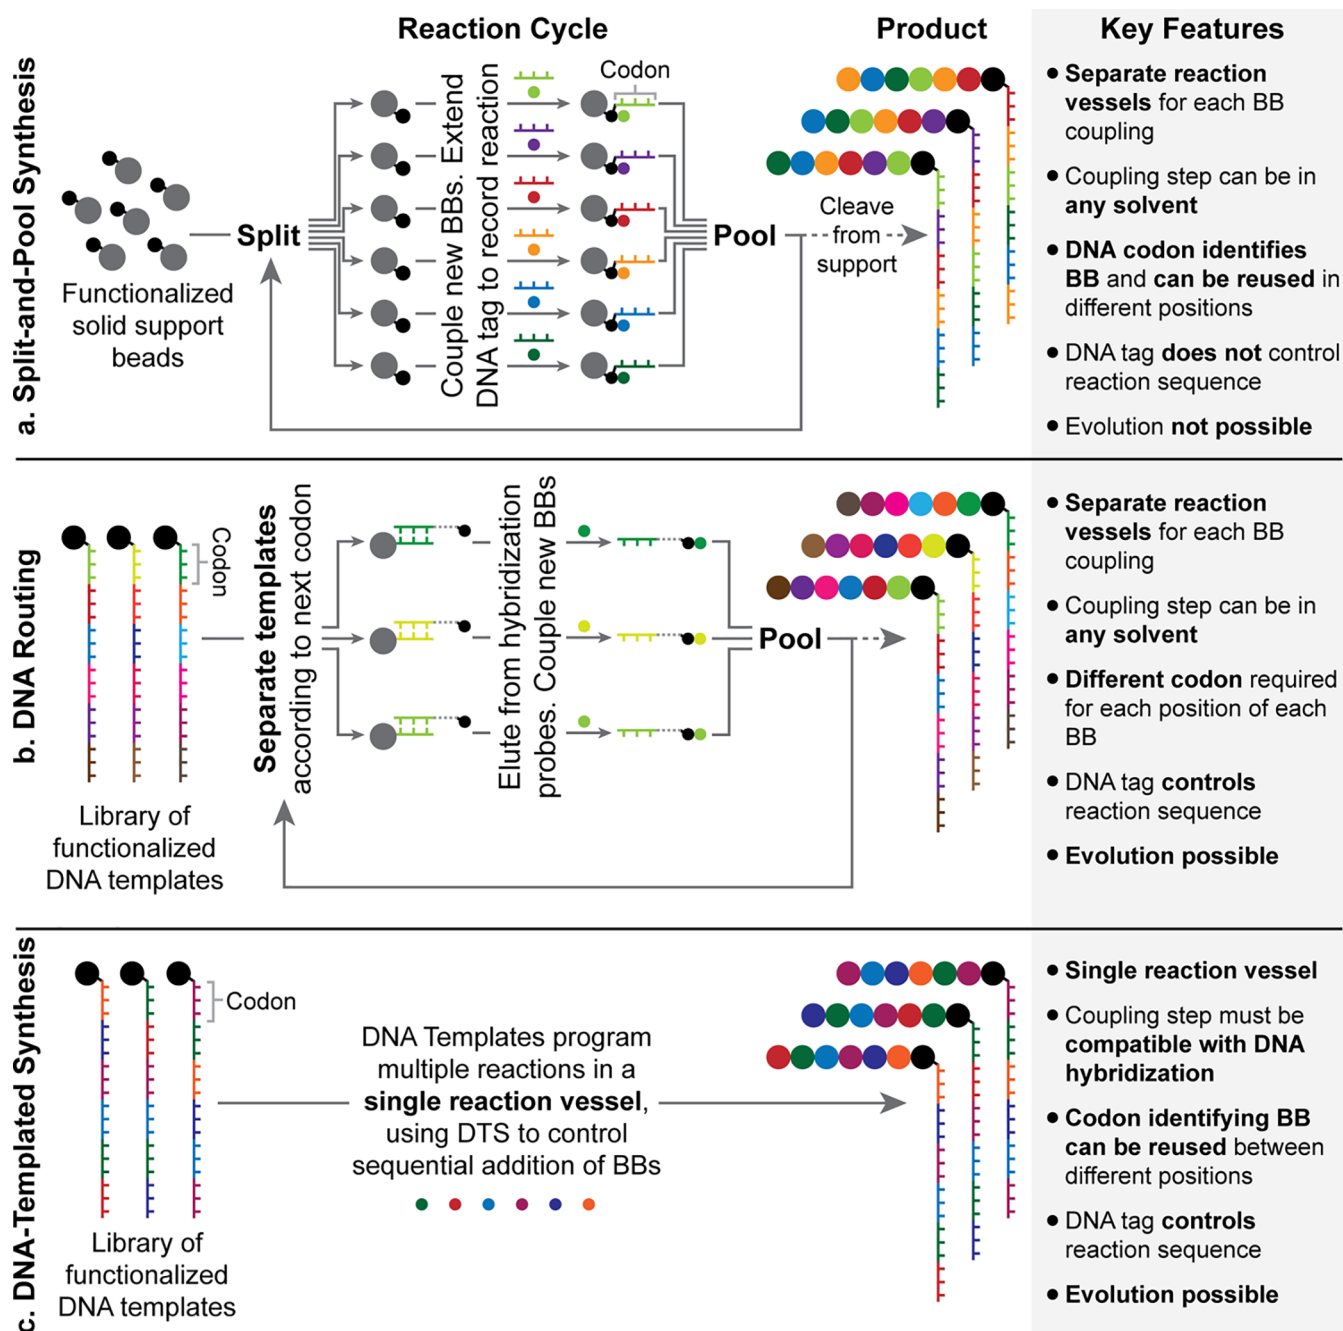 Reaction Cycle
Product
Key Features
a. Split-and-Pool Synthesis
Functionalized
solid support
beads
Split
Couple new BBs. Extend
DNA tag to record reaction
Codon
Pool
Cleave
from
support
• Separate reaction
vessels for each BB
coupling
• Coupling step can be in
any solvent
• DNA codon identifies
BB and can be reused in
different positions
• DNA tag does not control
reaction sequence
• Evolution not possible
b. DNA Routing
Codon
Library of
functionalized
DNA templates
Separate templates
according to next codon
Elute from hybridization
probes. Couple new BBs
Pool
• Separate reaction
vessels for each BB
coupling
• Coupling step can be in
any solvent
• Different codon required
for each position of each
BB
• DNA tag controls
reaction sequence
• Evolution possible
c. DNA-Templated Synthesis
Codon
Library of
functionalized
DNA templates
DNA Templates program
multiple reactions in a
single reaction vessel,
using DTS to control
sequential addition of BBs
• Single reaction vessel
• Coupling step must be
compatible with DNA
hybridization
• Codon identifying BB
can be reused between
different positions
• DNA tag controls
reaction sequence
• Evolution possible